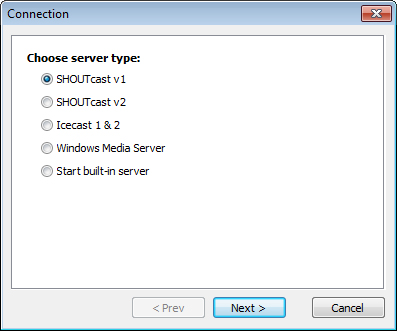 Connection
Choose server type:
SHOUTcast v1
SHOUTcast v2
Icecast 1 & 2
Windows Media Server
Start built-in server
< Prev
Next >
Cancel